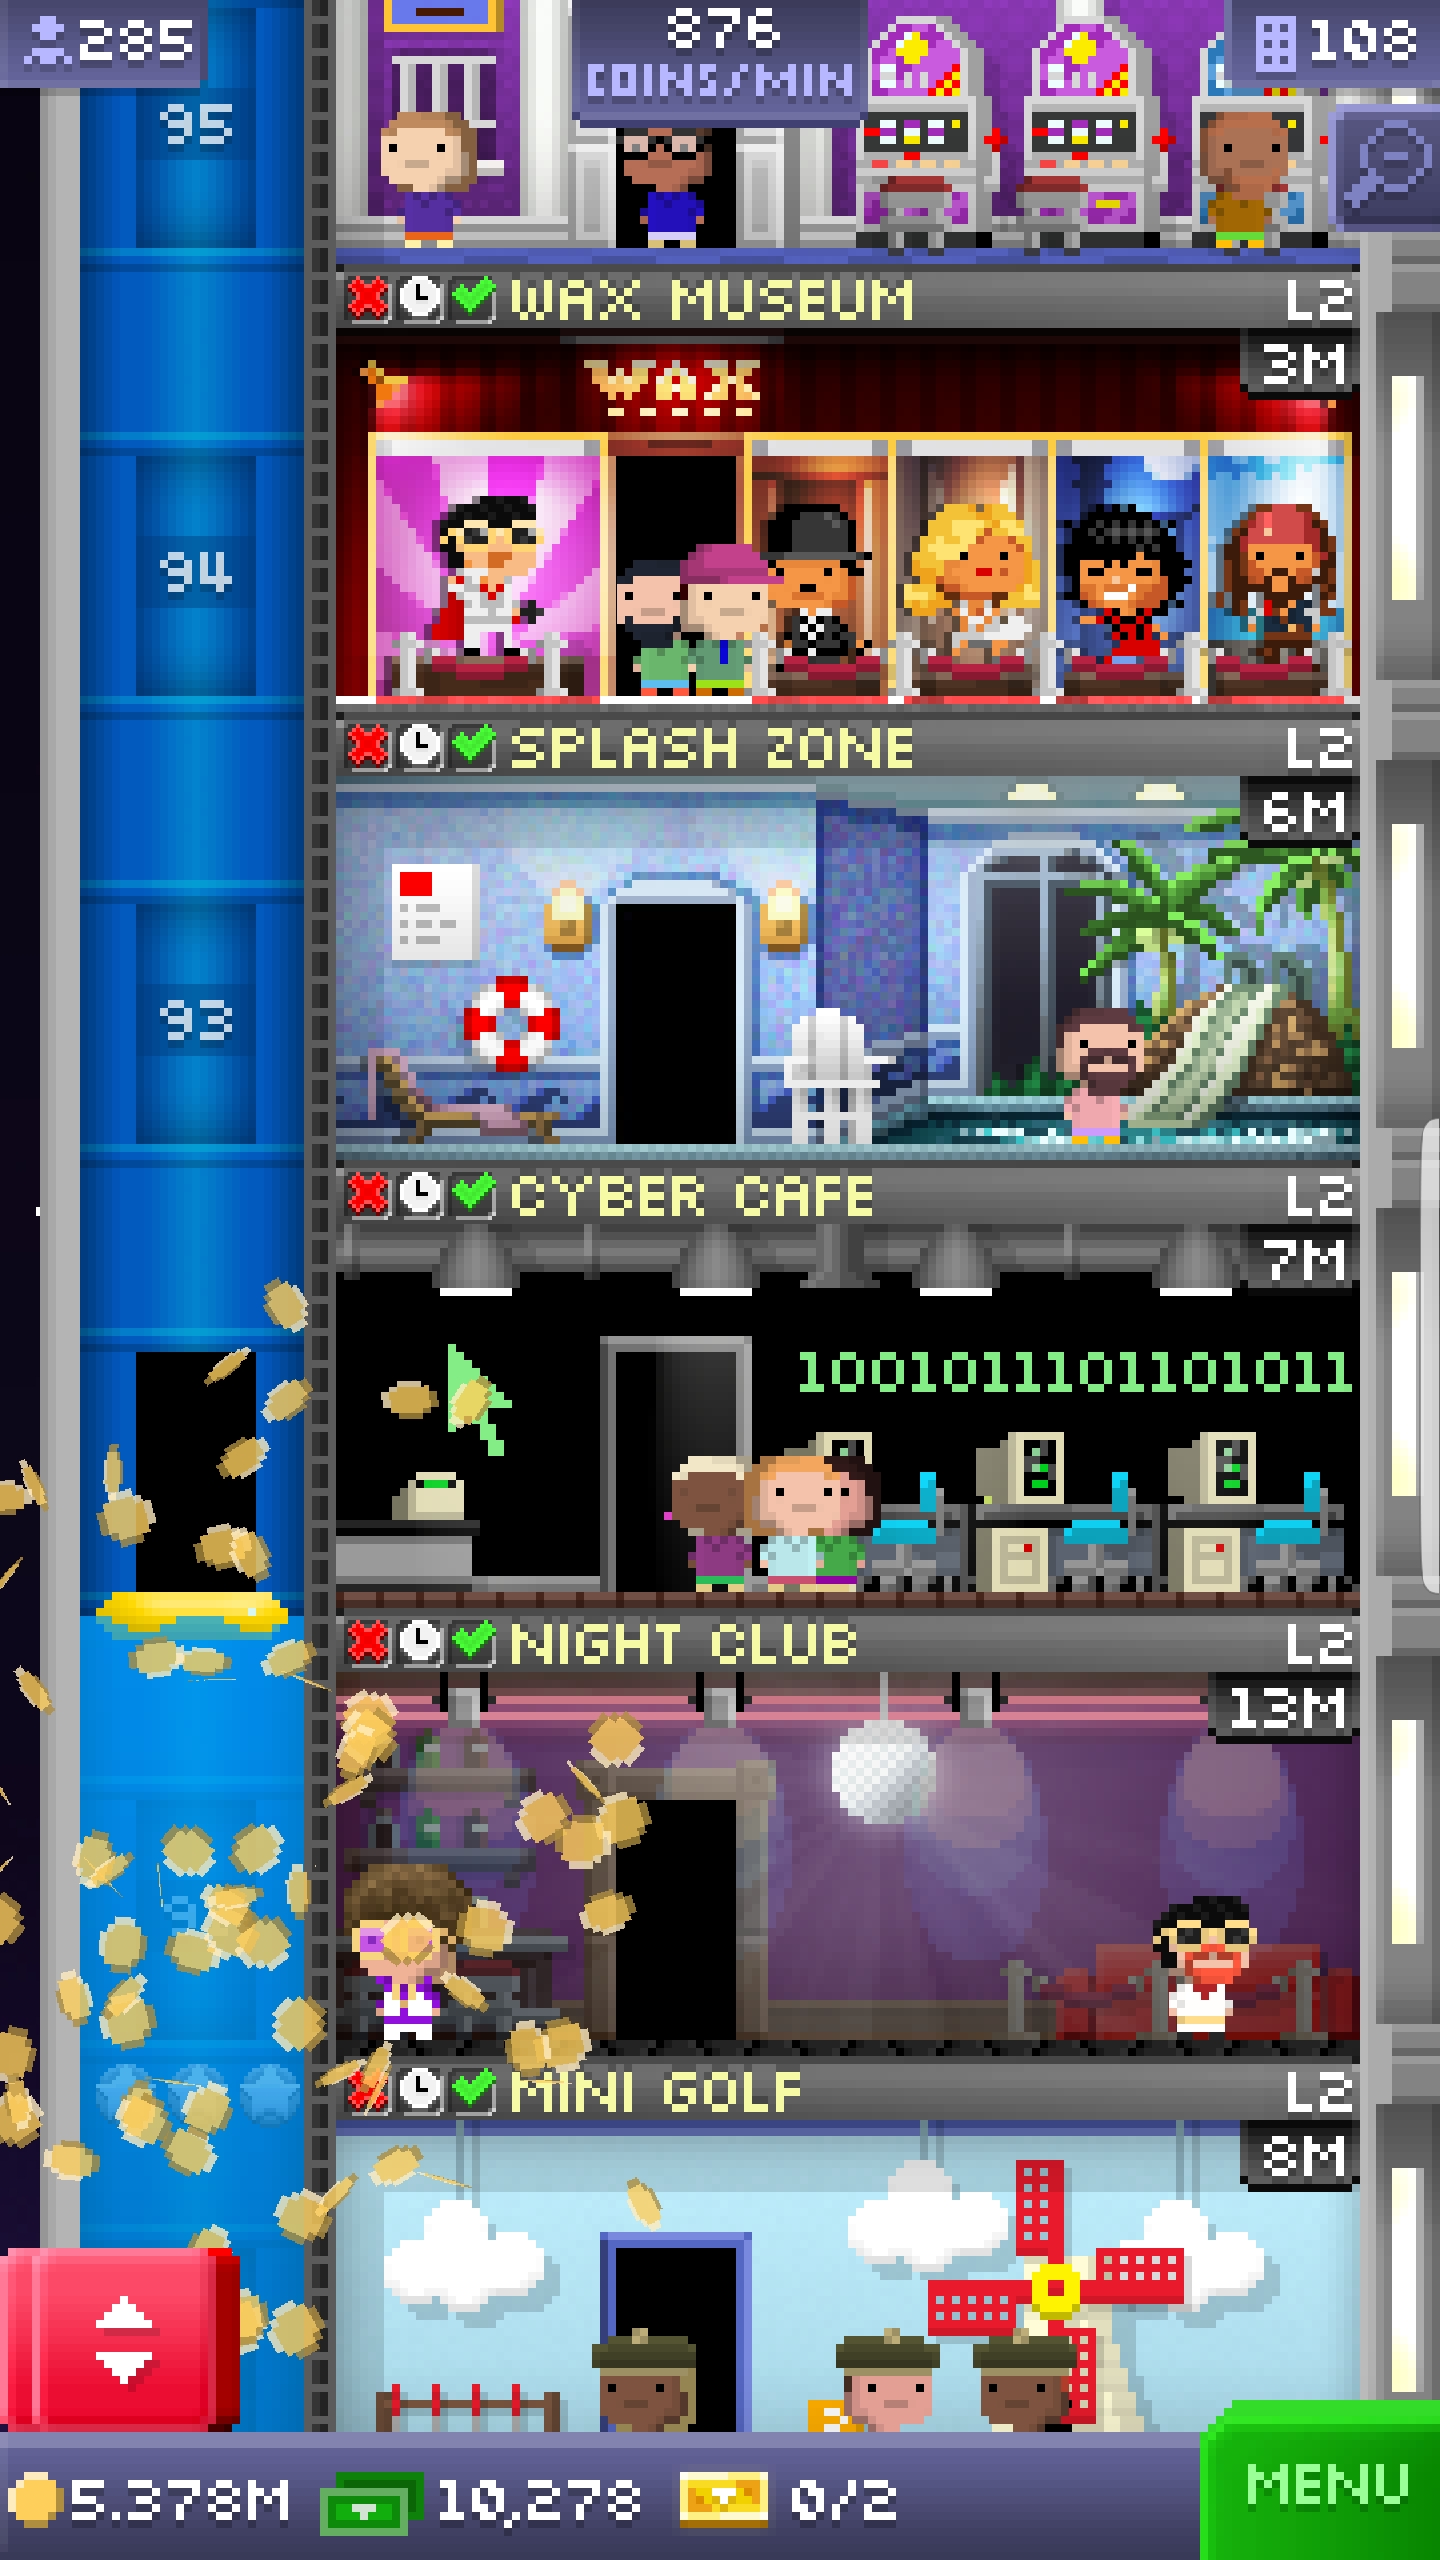 285
876
COINS/MIN
108
95
WAX MUSEUM
L2
3M
WAX
94
SPLASH ZONE
L2
6M
93
CYBER CAFE
L2
7M
1001011101101011
NIGHT CLUB
L2
13M
MINI GOLF
L2
8M
5.378M
10,278
0/2
MENU